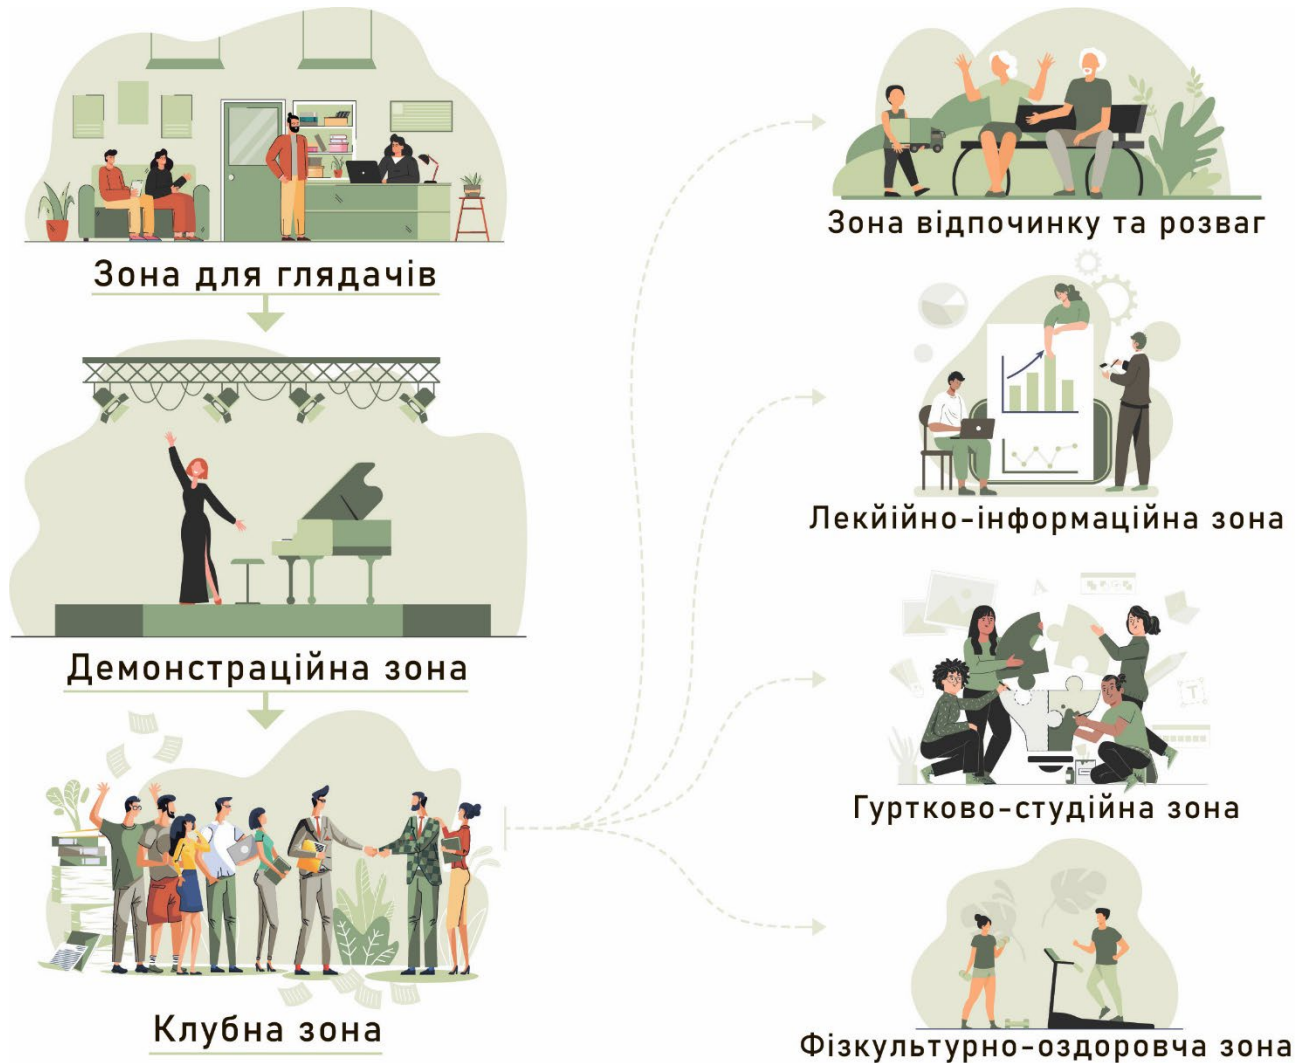 Зона для глядачів
Демонстраційна зона
Клубна зона
Зона відпочинку та розваг
Лекйійно-інформаційна зона
Гуртково-студійна зона
Фізкультурно-оздоровча зона